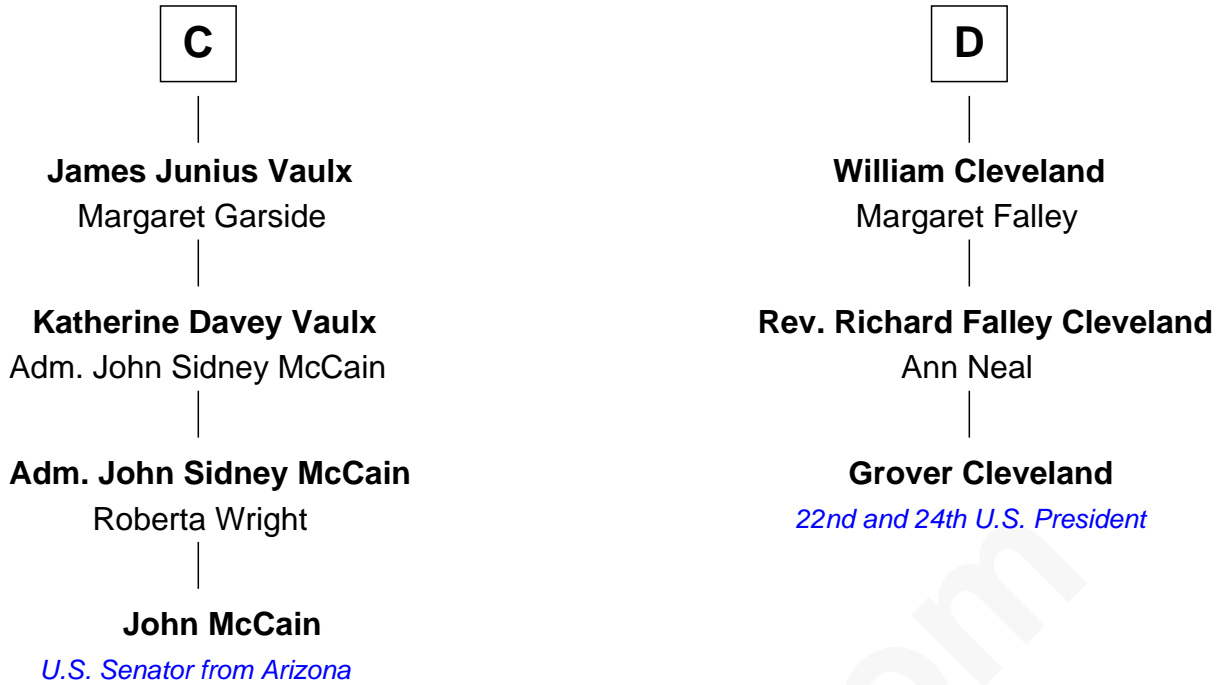 C
James Junius Vaulx
Margaret Garside
Katherine Davey Vaulx
Adm. John Sidney McCain
Adm. John Sidney McCain
Roberta Wright
John McCain
U.S. Senator from Arizona
D
William Cleveland
Margaret Falley
Rev. Richard Falley Cleveland
Ann Neal
Grover Cleveland
22nd and 24th U.S. President
om